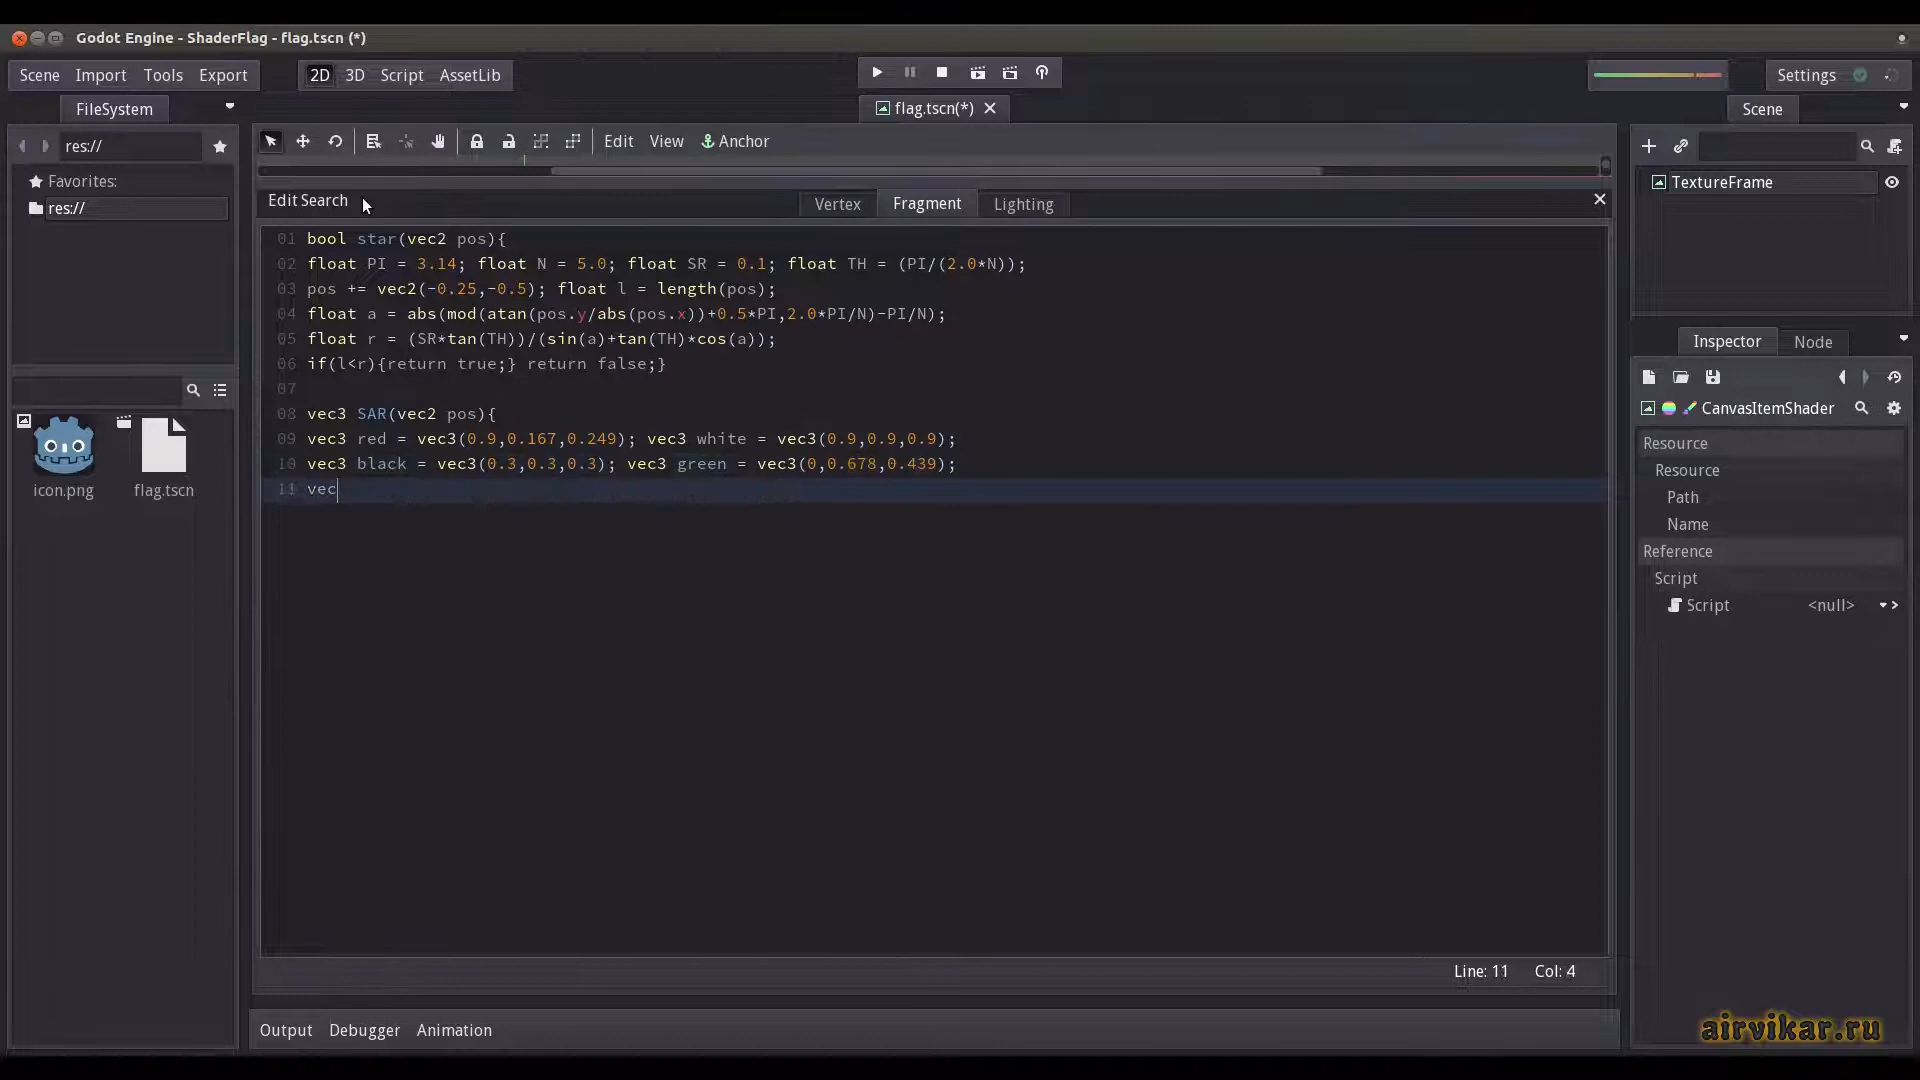 Godot Engine - ShaderFlag - flag.tscn (*)
Scene Import Tools Export 2D 3D Script AssetLib Settings
FileSystem flag.tscn(*) Scene
res:// Edit View Anchor
Favorites:
res://
TextureFrame
Edit Search Vertex Fragment Lighting
01 bool star(vec2 pos){
02 float PI = 3.14; float N = 5.0; float SR = 0.1; float TH = (PI/(2.0*N));
03 pos += vec2(-0.25,-0.5); float l = length(pos);
04 float a = abs(mod(atan(pos.y/abs(pos.x))+0.5*PI,2.0*PI/N)-PI/N);
05 float r = (SR*tan(TH))/(sin(a)+tan(TH)*cos(a));
06 if(l<r){return true;} return false;}
07
08 vec3 SAR(vec2 pos){
09 vec3 red = vec3(0.9,0.167,0.249); vec3 white = vec3(0.9,0.9,0.9);
10 vec3 black = vec3(0.3,0.3,0.3); vec3 green = vec3(0,0.678,0.439);
11 vec
icon.png flag.tscn
Inspector Node
CanvasItemShader
Resource
Resource
Path
Name
Reference
Script
Script <null>
Line: 11 Col: 4
Output Debugger Animation
airvikar.ru